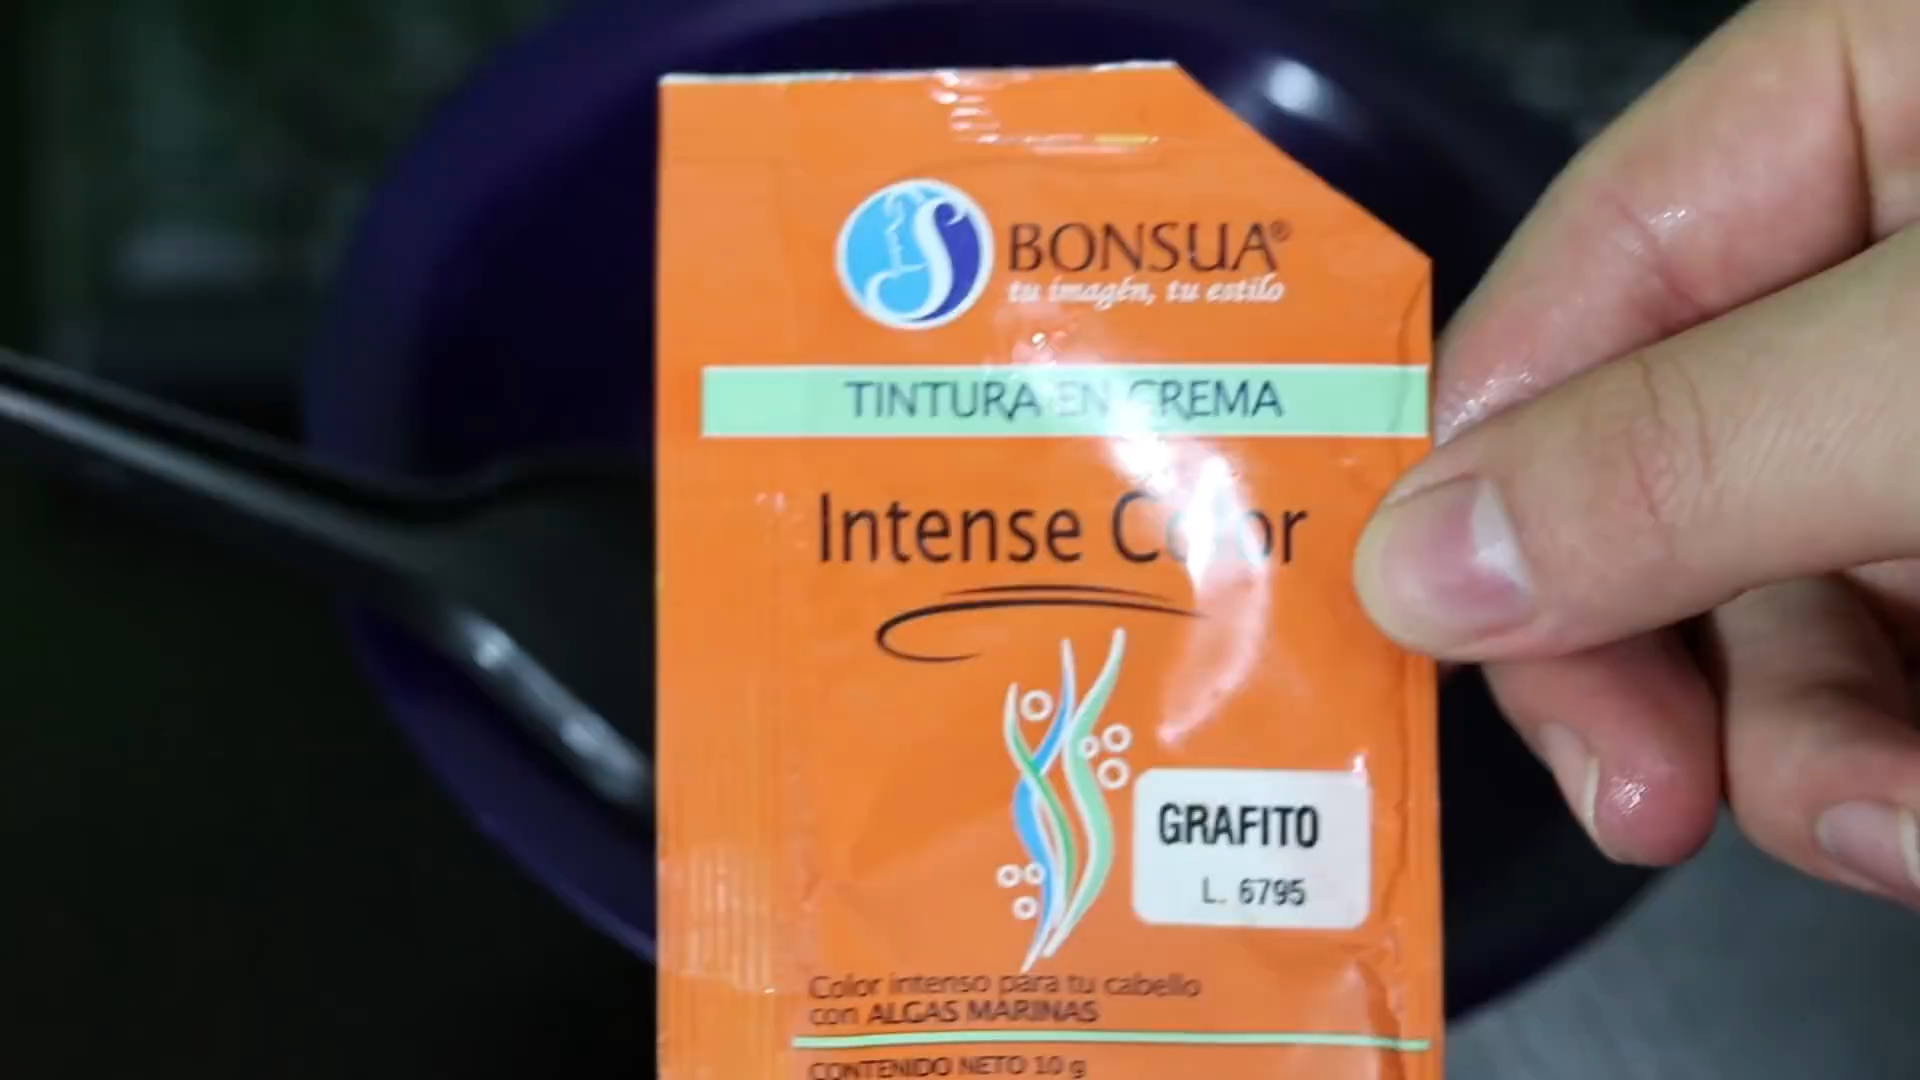 BONSUA®
tu imagén, tu estilo
TINTURA EN CREMA
Intense Color
GRAFITO
L. 6795
Color intenso para tu cabello
con ALGAS MARINAS
CONTENIDO NETO 10 g